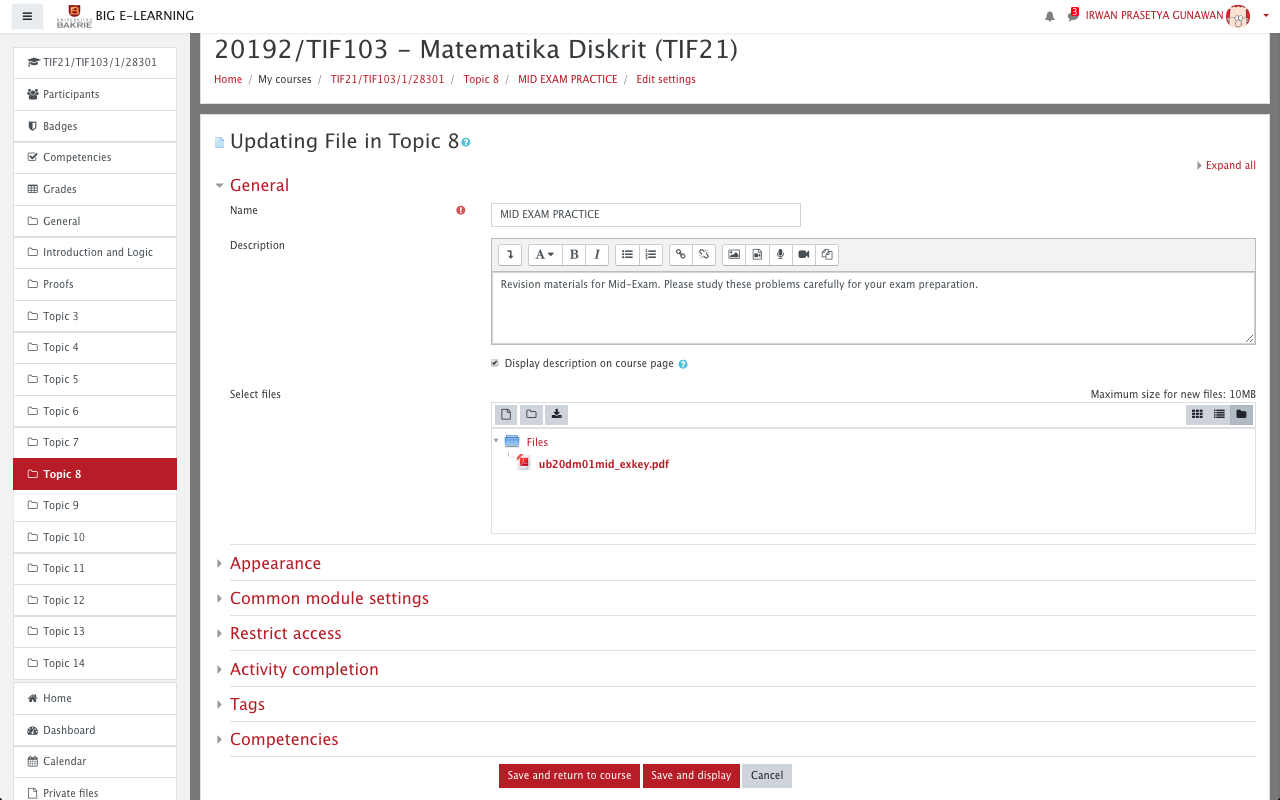 UNIVERSITAS
BAKRIE
BIG E-LEARNING
3
IRWAN PRASETYA GUNAWAN
TIF21/TIF103/1/28301
Participants
Badges
Competencies
Grades
General
Introduction and Logic
Proofs
Topic 3
Topic 4
Topic 5
Topic 6
Topic 7
Topic 8
Topic 9
Topic 10
Topic 11
Topic 12
Topic 13
Topic 14
Home
Dashboard
Calendar
Private files
20192/TIF103 - Matematika Diskrit (TIF21)
Home / My courses / TIF21/TIF103/1/28301 / Topic 8 / MID EXAM PRACTICE / Edit settings
Updating File in Topic 8
Expand all
General
Name
MID EXAM PRACTICE
Description
A B I
Revision materials for Mid-Exam. Please study these problems carefully for your exam preparation.
Display description on course page
Select files
Maximum size for new files: 10MB
Files
ub20dm01mid_exkey.pdf
Appearance
Common module settings
Restrict access
Activity completion
Tags
Competencies
Save and return to course
Save and display
Cancel